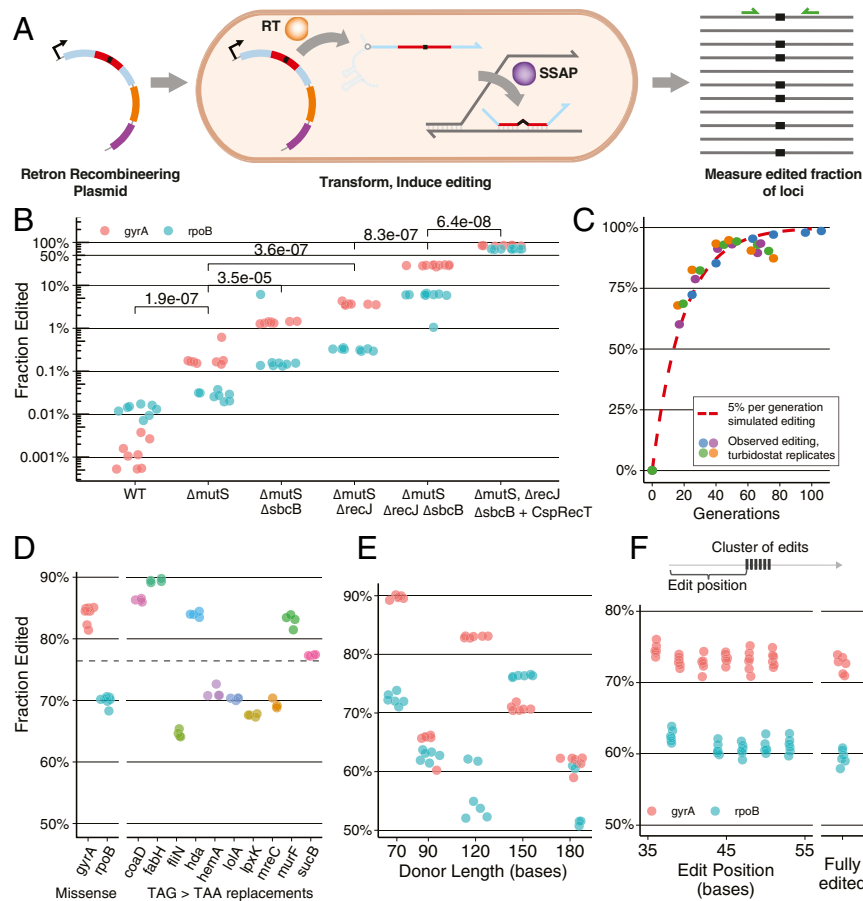 A
RT
SSAP
Retron Recombineering
Plasmid
Transform, Induce editing
Measure edited fraction
of loci
B
gyrA
rpoB
6.4e-08
8.3e-07
3.6e-07
3.5e-05
1.9e-07
Fraction Edited
100%
50%
10%
1%
0.1%
0.01%
0.001%
WT
ΔmutS
ΔmutS
ΔsbcB
ΔmutS
ΔrecJ
ΔmutS
ΔrecJ ΔsbcB
ΔmutS, ΔrecJ
ΔsbcB + CspRecT
C
100%
75%
50%
25%
0%
5% per generation
simulated editing
Observed editing,
turbidostat replicates
0
20
40
60
80
100
Generations
D
Fraction Edited
90%
80%
70%
60%
50%
gyrA
rpoB
coaD
fabH
fliN
hda
hemA
lolA
lpxK
mreC
murF
sucB
Missense
TAG > TAA replacements
E
90%
80%
70%
60%
50%
70
90
120
150
180
Donor Length (bases)
F
Cluster of edits
Edit position
80%
70%
60%
50%
gyrA
rpoB
35
45
55
Edit Position
(bases)
Fully
edited